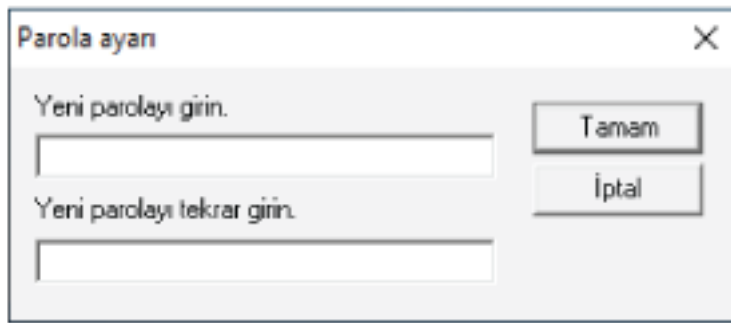 Parola ayarı
Yeni parolayı girin.
Tamam
İptal
Yeni parolayı tekrar girin.